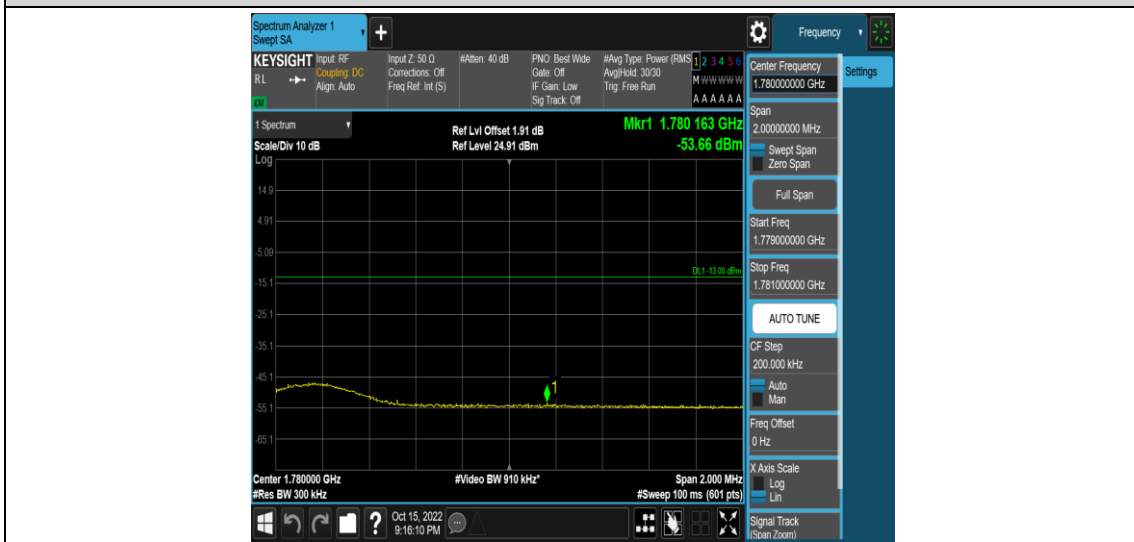 Spectrum Analyzer 1
Swept SA
+
Frequency
KEYSIGHT
RL
LXI
Input: RF
Coupling: DC
Align: Auto
Input Z: 50 Ω
Corrections: Off
Freq Ref: Int (S)
#Atten: 40 dB
PNO: Best Wide
Gate: Off
IF Gain: Low
Sig Track: Off
#Avg Type: Power (RMS
Avg|Hold: 30/30
Trig: Free Run
1 2 3 4 5 6
M W W W W W
A A A A A A
1 Spectrum
Scale/Div 10 dB
Log
Ref Lvl Offset 1.91 dB
Ref Level 24.91 dBm
Mkr1 1.780 163 GHz
-53.66 dBm
14.9
4.91
-5.09
-15.1
-25.1
-35.1
-45.1
-55.1
-65.1
DL1 -13.00 dBm
1
Center 1.780000 GHz
#Res BW 300 kHz
#Video BW 910 kHz*
Span 2.000 MHz
#Sweep 100 ms (601 pts)
?
Oct 15, 2022
9:16:10 PM
Center Frequency
1.780000000 GHz
Settings
Span
2.00000000 MHz
Swept Span
Zero Span
Full Span
Start Freq
1.779000000 GHz
Stop Freq
1.781000000 GHz
AUTO TUNE
CF Step
200.000 kHz
Auto
Man
Freq Offset
0 Hz
X Axis Scale
Log
Lin
Signal Track
(Span Zoom)